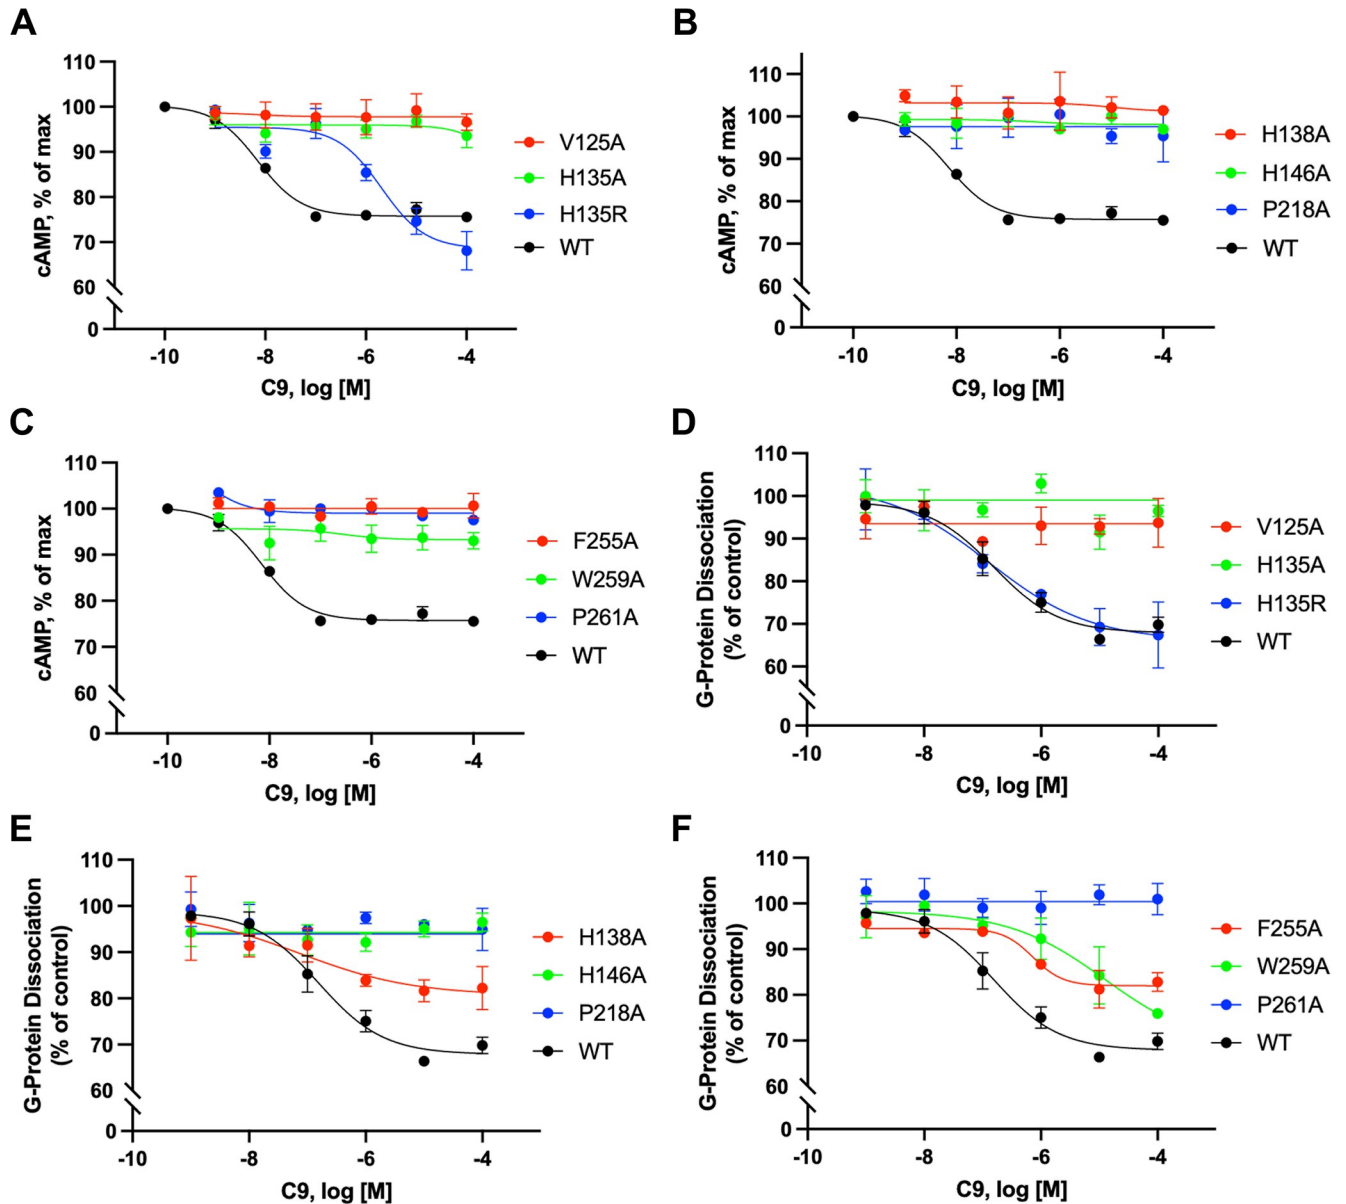 A
110
100
90
80
70
60
0
cAMP, % of max
-10
-8
-6
-4
C9, log [M]
V125A
H135A
H135R
WT
B
110
100
90
80
70
60
0
cAMP, % of max
-10
-8
-6
-4
C9, log [M]
H138A
H146A
P218A
WT
C
110
100
90
80
70
60
0
cAMP, % of max
-10
-8
-6
-4
C9, log [M]
F255A
W259A
P261A
WT
D
110
100
90
80
70
60
0
G-Protein Dissociation
(% of control)
-10
-8
-6
-4
C9, log [M]
V125A
H135A
H135R
WT
E
110
100
90
80
70
60
0
G-Protein Dissociation
(% of control)
-10
-8
-6
-4
C9, log [M]
H138A
H146A
P218A
WT
F
110
100
90
80
70
60
0
G-Protein Dissociation
(% of control)
-10
-8
-6
-4
C9, log [M]
F255A
W259A
P261A
WT